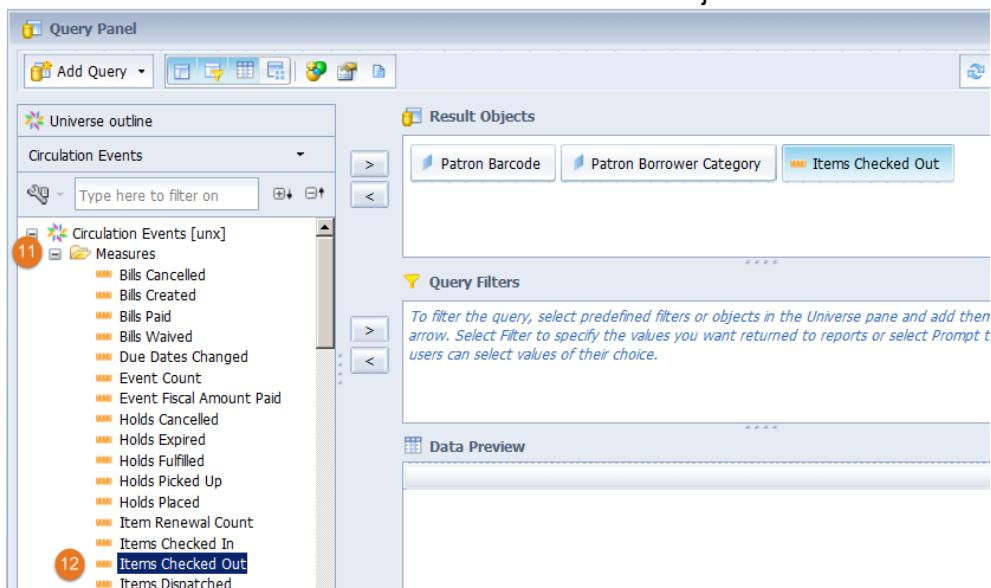 Query Panel
Add Query
Universe outline
Circulation Events
Type here to filter on
Circulation Events [unx]
11
Measures
Bills Cancelled
Bills Created
Bills Paid
Bills Waived
Due Dates Changed
Event Count
Event Fiscal Amount Paid
Holds Cancelled
Holds Expired
Holds Fulfilled
Holds Picked Up
Holds Placed
Item Renewal Count
Items Checked In
12 Items Checked Out
Items Dispatched
>
<
>
<
Result Objects
Patron Barcode Patron Borrower Category Items Checked Out
Query Filters
To filter the query, select predefined filters or objects in the Universe pane and add them
arrow. Select Filter to specify the values you want returned to reports or select Prompt t
users can select values of their choice.
Data Preview